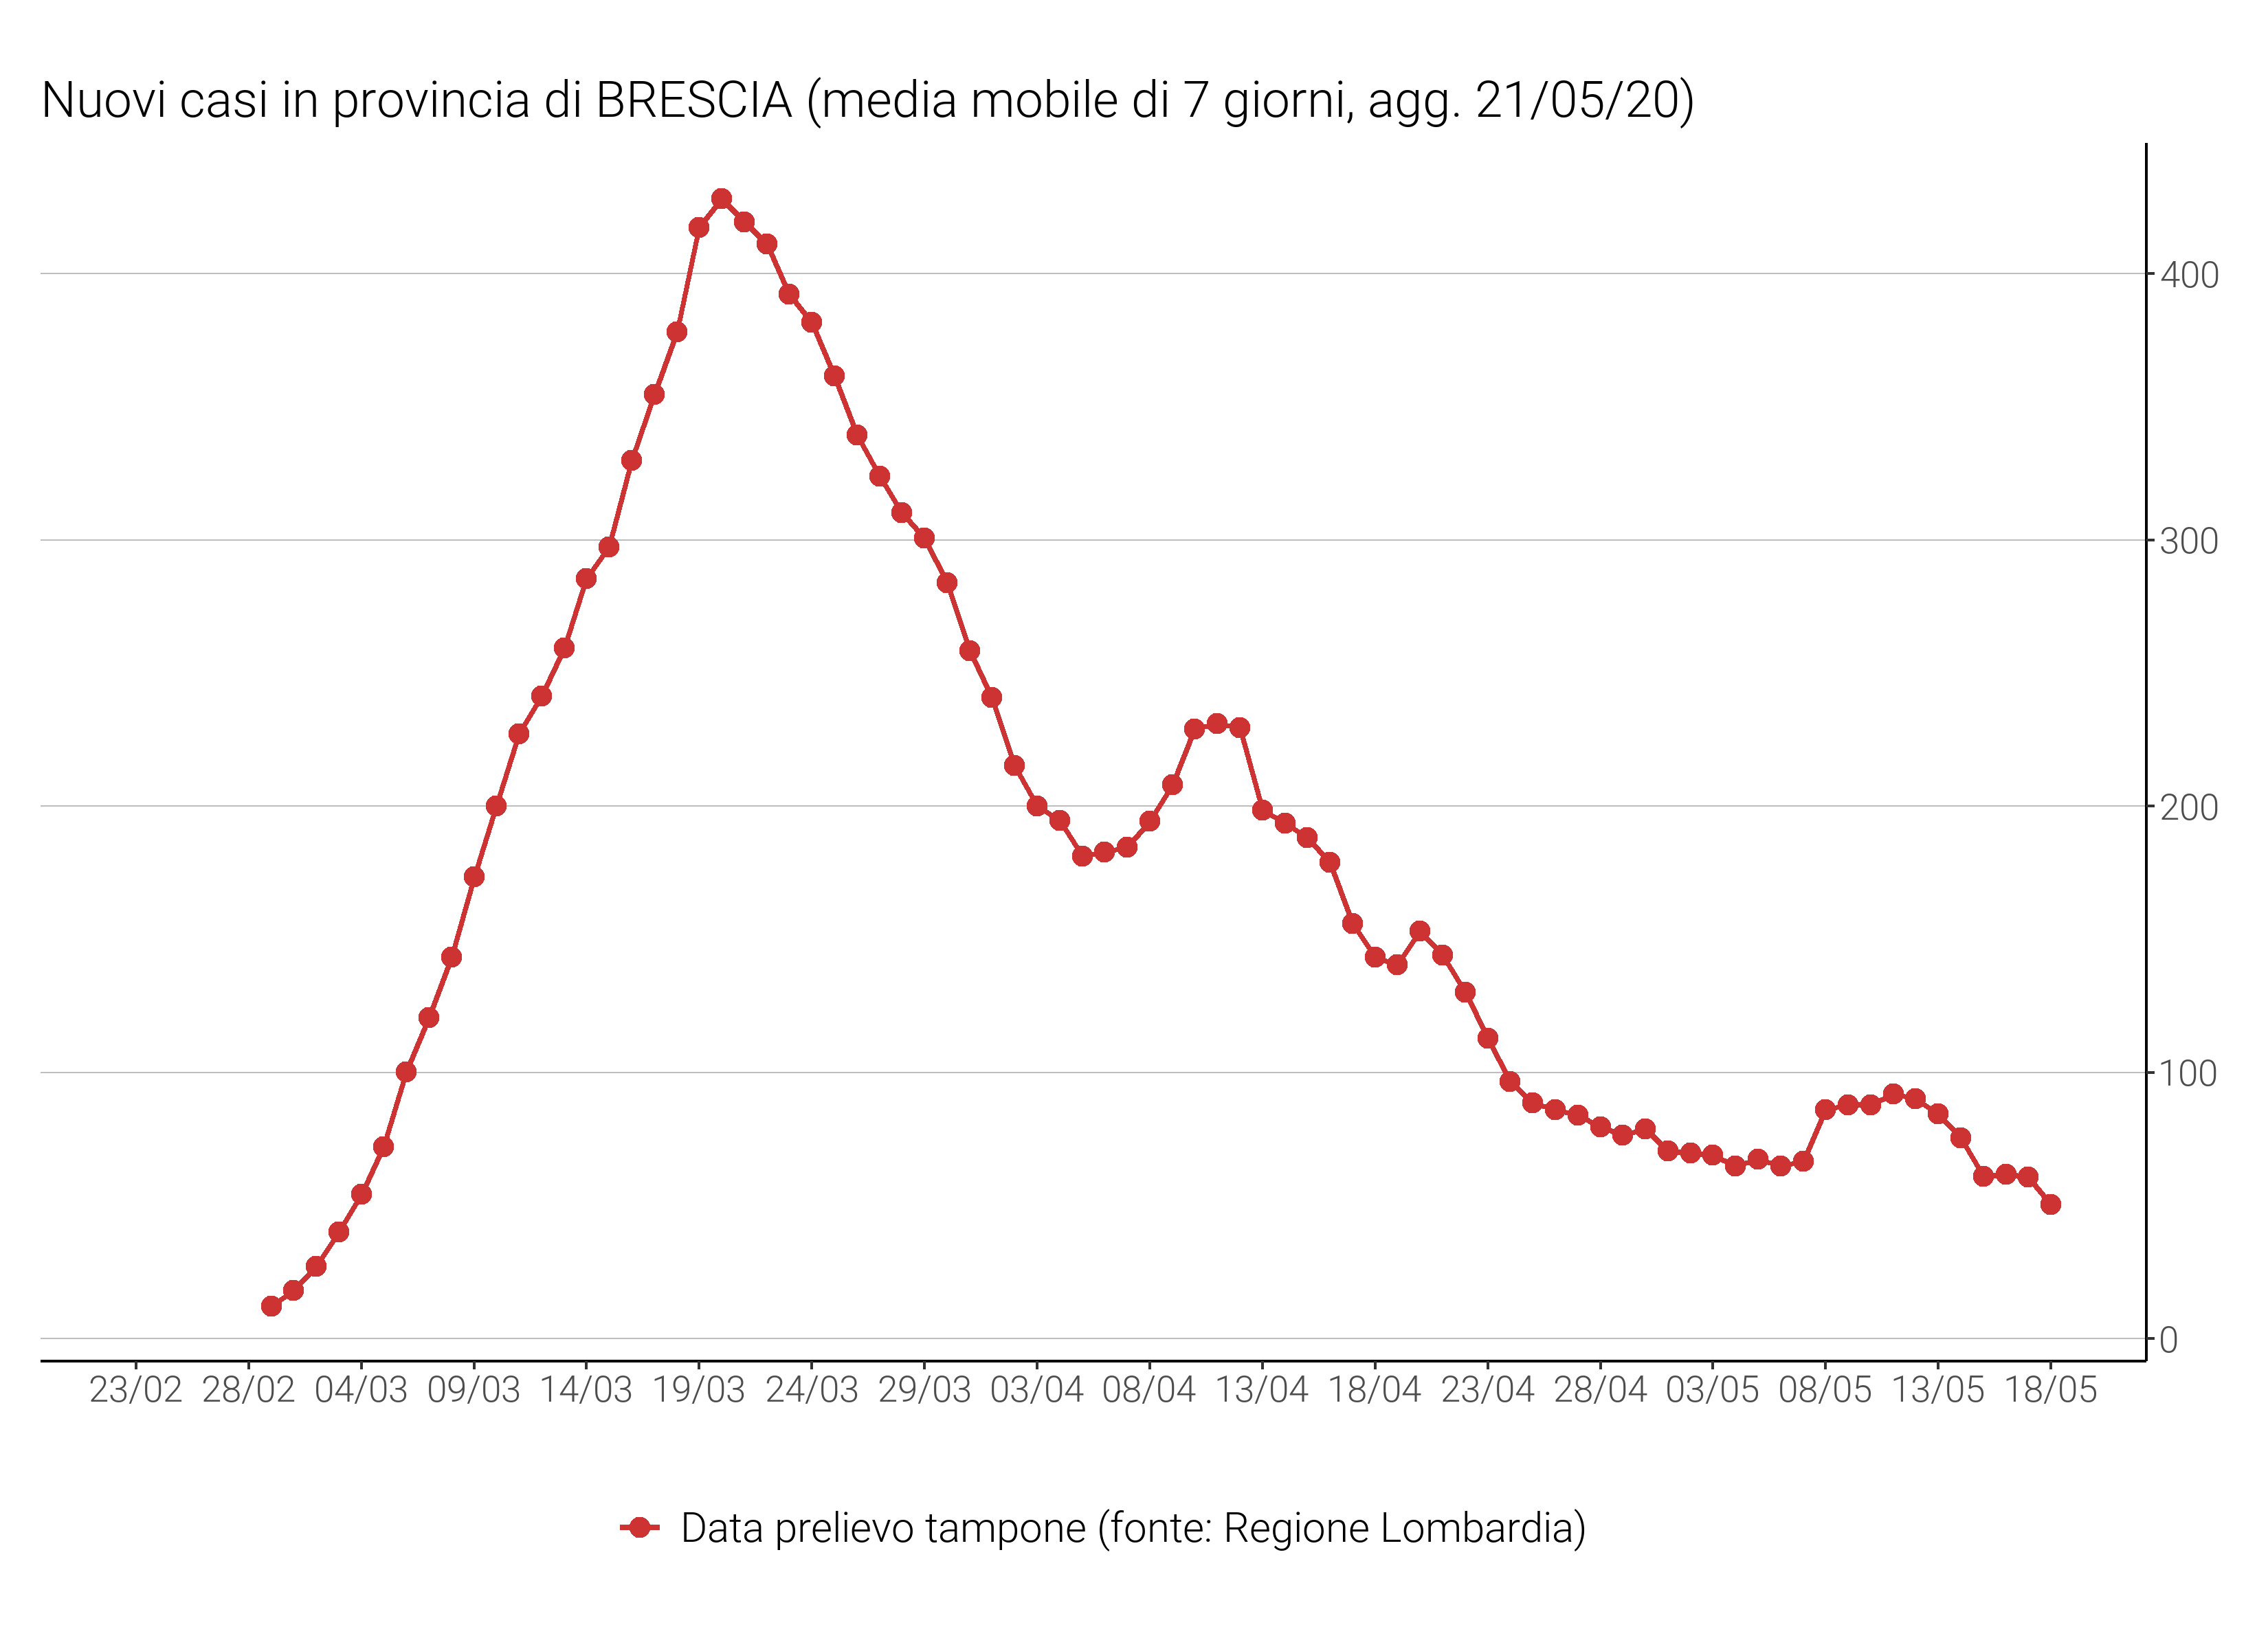 Nuovi casi in provincia di BRESCIA (media mobile di 7 giorni, agg. 21/05/20)
400
300
200
100
0
23/02 28/02 04/03 09/03 14/03 19/03 24/03 29/03 03/04 08/04 13/04 18/04 23/04 28/04 03/05 08/05 13/05 18/05
Data prelievo tampone (fonte: Regione Lombardia)